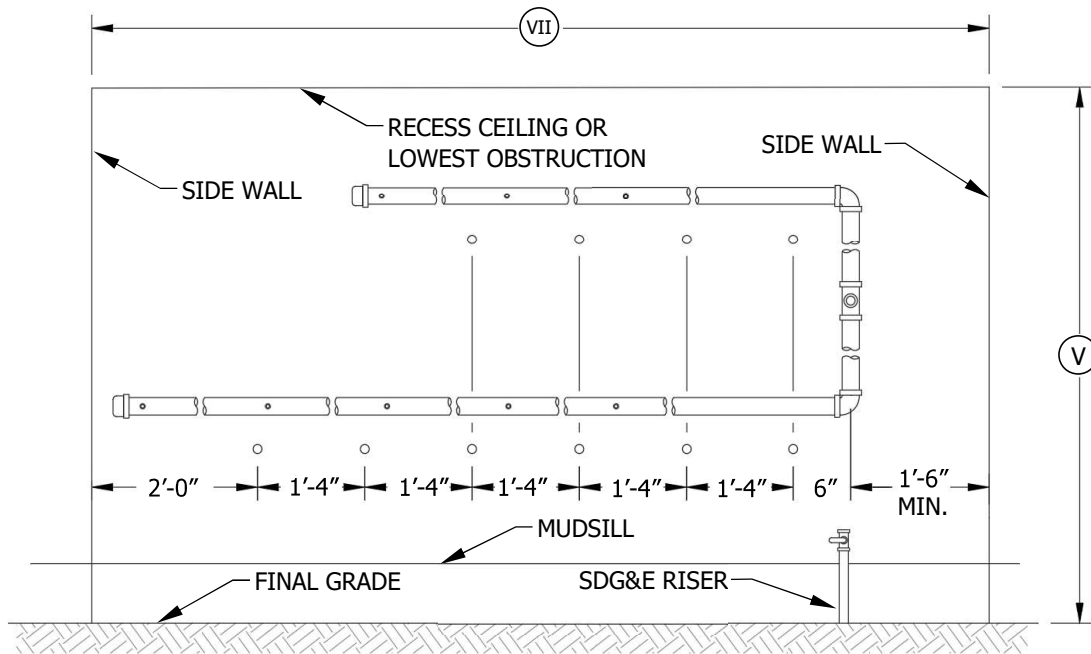 VII
RECESS CEILING OR
LOWEST OBSTRUCTION
SIDE WALL
SIDE WALL
V
2'-0” 1'-4” 1'-4” 1'-4” 1'-4” 1'-4” 6” 1'-6”
MIN.
MUDSILL
FINAL GRADE
SDG&E RISER